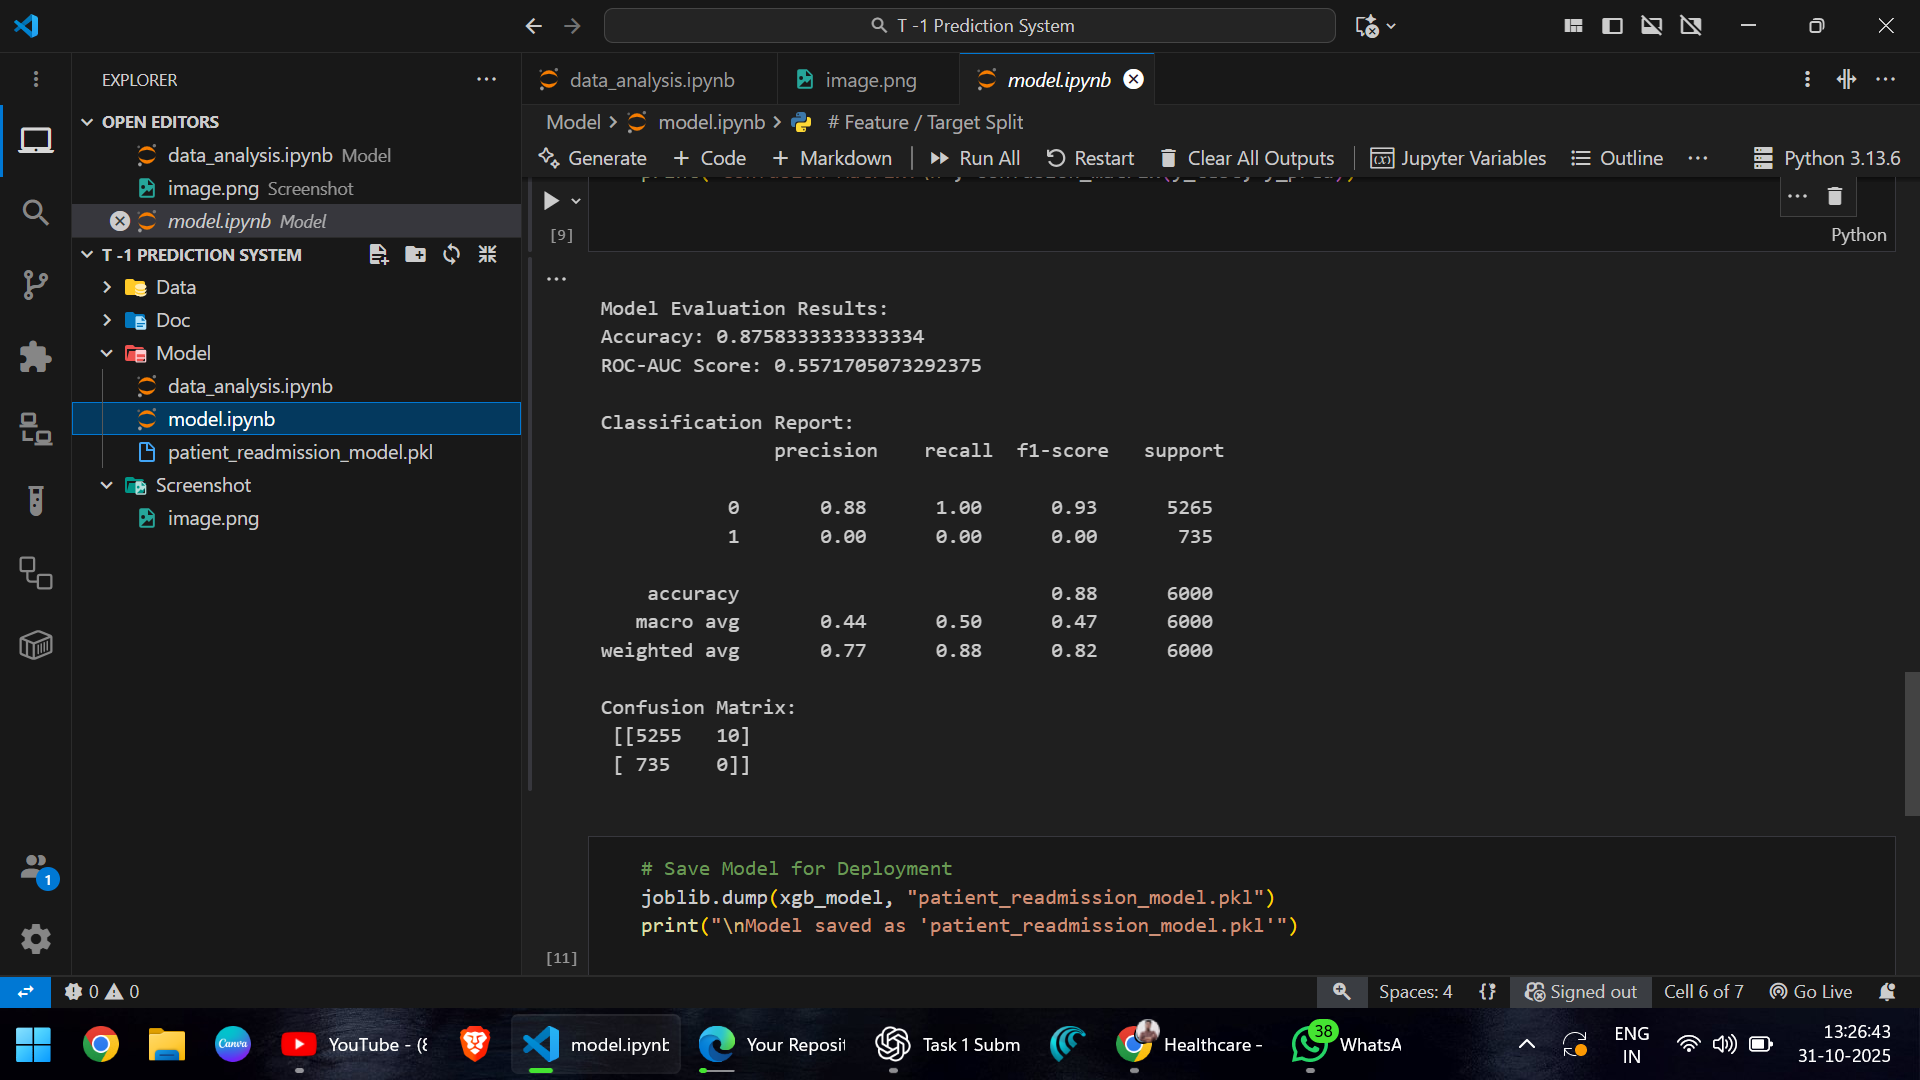 T -1 Prediction System
EXPLORER
OPEN EDITORS
data_analysis.ipynb Model
image.png Screenshot
model.ipynb Model
T -1 PREDICTION SYSTEM
Data
Doc
Model
data_analysis.ipynb
model.ipynb
patient_readmission_model.pkl
Screenshot
image.png
1
data_analysis.ipynb
image.png
model.ipynb
Model > model.ipynb > # Feature / Target Split
Generate + Code + Markdown Run All Restart Clear All Outputs Jupyter Variables Outline ... Python 3.13.6
[9]
Python
Model Evaluation Results:
Accuracy: 0.8758333333333334
ROC-AUC Score: 0.5571705073292375
Classification Report:
precision recall f1-score support
0 0.88 1.00 0.93 5265
1 0.00 0.00 0.00 735
accuracy 0.88 6000
macro avg 0.44 0.50 0.47 6000
weighted avg 0.77 0.88 0.82 6000
Confusion Matrix:
[[5255 10]
[ 735 0]]
# Save Model for Deployment
joblib.dump(xgb_model, "patient_readmission_model.pkl")
print("\nModel saved as 'patient_readmission_model.pkl'")
[11]
0 0
Spaces: 4 Signed out Cell 6 of 7 Go Live
Canva
YouTube - (8
model.ipynb
Your Reposit
Task 1 Subm
Healthcare -
38
WhatsA
ENG
IN
13:26:43
31-10-2025